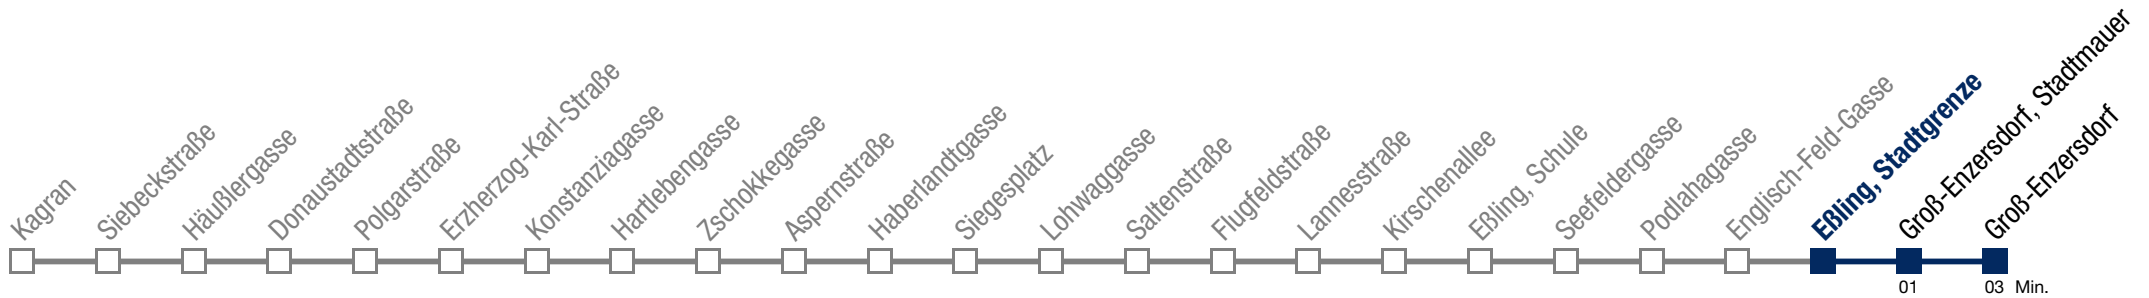 Kagran
Siebeckstraße
Häußlergasse
Donaustadtstraße
Polgarstraße
Erzherzog-Karl-Straße
Konstanziagasse
Hartlebengasse
Zschokkegasse
Aspernstraße
Haberlandtgasse
Siegesplatz
Lohwaggasse
Saltenstraße
Flugfeldstraße
Lannesstraße
Kirschenallee
Eßling, Schule
Seefeldergasse
Podlahagasse
Englisch-Feld-Gasse
Eßling, Stadtgrenze
Groß-Enzersdorf, Stadtmauer
Groß-Enzersdorf
01 03 Min.